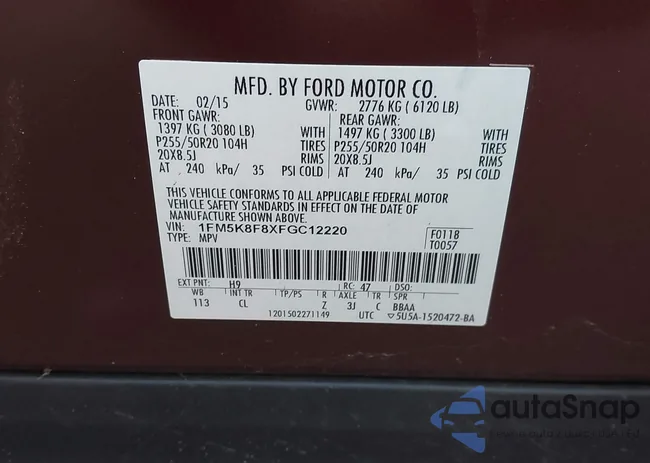 MFD. BY FORD MOTOR CO.
DATE: 02/15 GVWR: 2776 KG ( 6120 LB)
FRONT GAWR: REAR GAWR:
1397 KG ( 3080 LB) WITH 1497 KG ( 3300 LB) WITH
P255/50R20 104H TIRES P255/50R20 104H TIRES
20X8.5J RIMS 20X8.5J RIMS
AT 240 kPa/ 35 PSI COLD AT 240 kPa/ 35 PSI COLD
THIS VEHICLE CONFORMS TO ALL APPLICABLE FEDERAL MOTOR
VEHICLE SAFETY STANDARDS IN EFFECT ON THE DATE OF
MANUFACTURE SHOWN ABOVE.
VIN: 1FM5K8F8XFGC12220 F0118
TYPE: MPV T0057
EXT PNT: H9 RC: 47 DSO:
WB INT TR TP/PS R AXLE TR SPR
113 CL Z 3J C BBAA
1201502271149 UTC 5U5A-1520472-BA
autoSnap